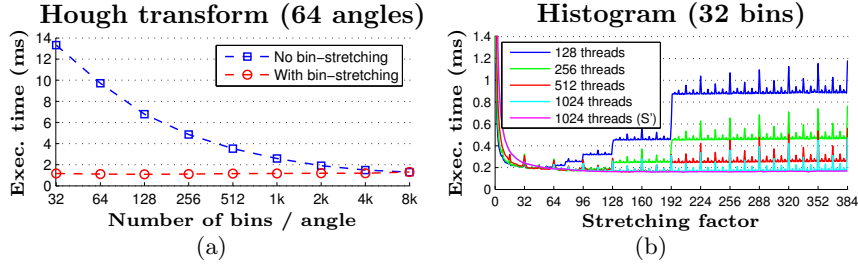 Hough transform (64 angles)
Exec. time (ms)
14
12
10
8
6
4
2
0
No bin-stretching
With bin-stretching
32 64 128 256 512 1k 2k 4k 8k
Number of bins / angle
(a)
Histogram (32 bins)
Exec. time (ms)
1.4
1.2
1.0
0.8
0.6
0.4
0.2
0
128 threads
256 threads
512 threads
1024 threads
1024 threads (S')
0 32 64 96 128 160 192 224 256 288 320 352 384
Stretching factor
(b)